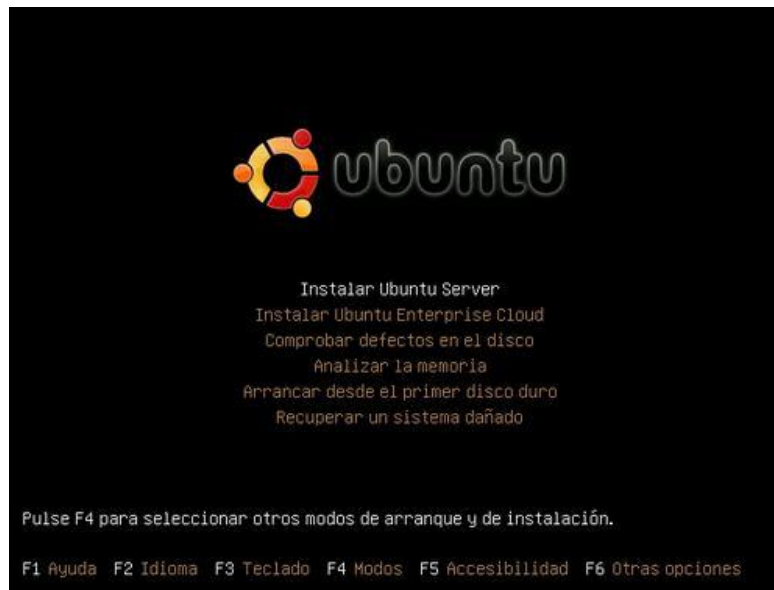 ubuntu
Instalar Ubuntu Server
Instalar Ubuntu Enterprise Cloud
Comprobar defectos en el disco
Analizar la memoria
Arrancar desde el primer disco duro
Recuperar un sistema dañado
Pulse F4 para seleccionar otros modos de arranque y de instalación.
F1 Ayuda F2 Idioma F3 Teclado F4 Modos F5 Accesibilidad F6 Otras opciones